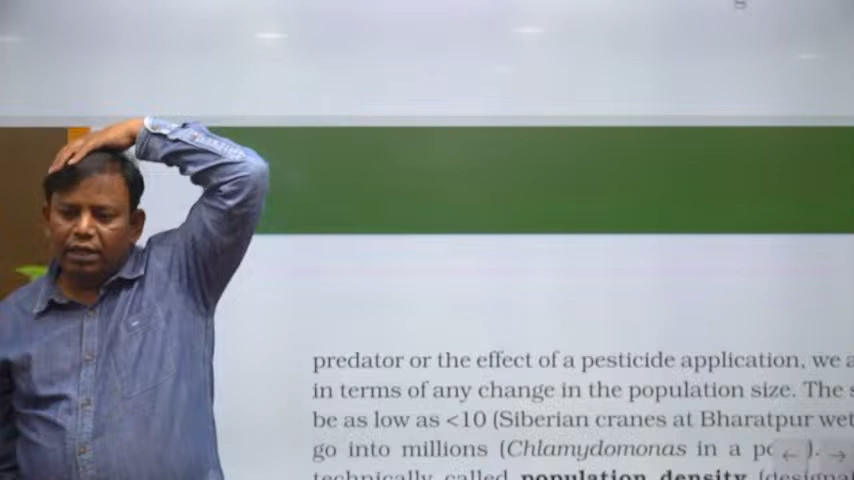 predator or the effect of a pesticide application, we a
in terms of any change in the population size. The s
be as low as <10 (Siberian cranes at Bharatpur wet
go into millions (Chlamydomonas in a po ).
technically called population density (designa